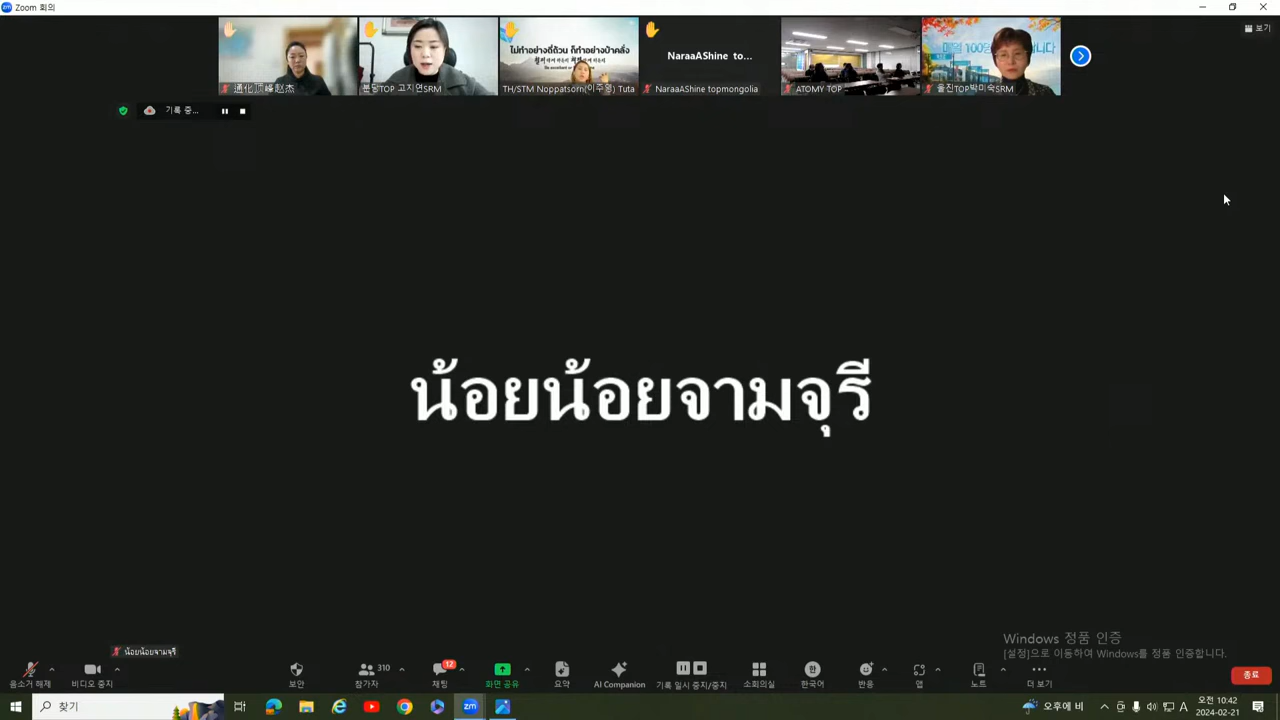 Zoom 회의
보기
ไม่ทำอย่างถี่ถ้วน ก็ทำอย่างบ้าคลั่ง
NaraaAShine to...
通化顶峰赵杰
분당TOP 고지연SRM
TH/STM Noppatsorn(이주영) Tuta
NaraaAShine topmongolia
ATOMY TOP
울진TOP박미숙SRM
기록 중...
น้อยน้อยจามจุรี
น้อยน้อยจามจุรี
Windows 정품 인증
[설정]으로 이동하여 Windows를 정품 인증합니다.
음소거 해제
비디오 중지
보안
310
참가자
12
채팅
화면 공유
요약
AI Companion
기록 일시 중지/중지
소회의실
한국어
반응
앱
노트
더 보기
종료
찾기
zm
오후에 비
A
오전 10:42
2024-02-21